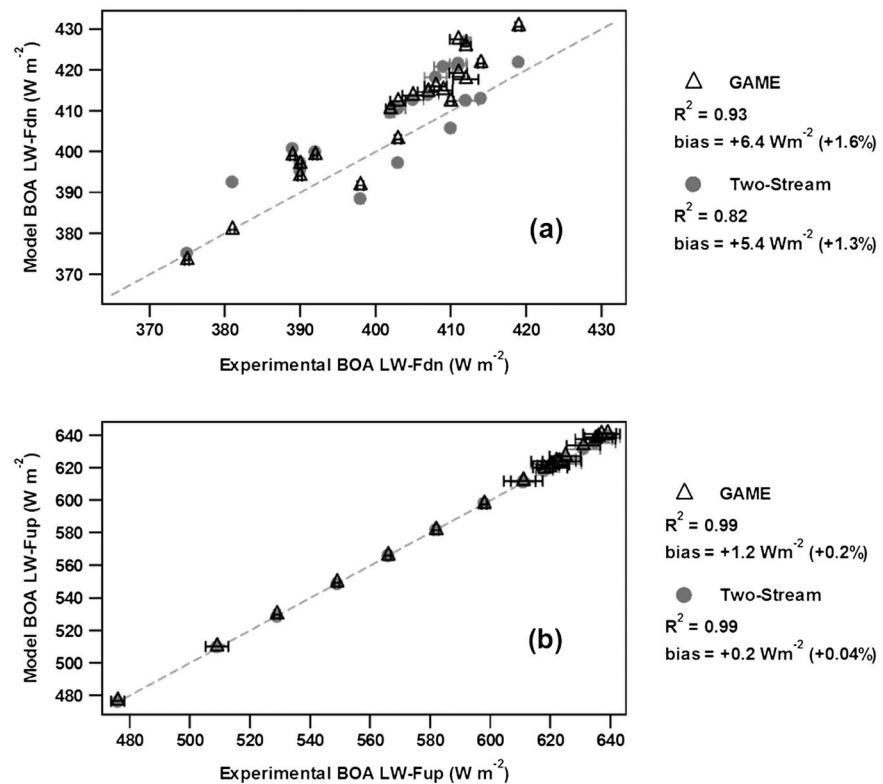 430
420
410
400
390
380
370
Model BOA LW-Fdn (W m-2)
(a)
370 380 390 400 410 420 430
Experimental BOA LW-Fdn (W m-2)
GAME
R2 = 0.93
bias = +6.4 Wm-2 (+1.6%)
Two-Stream
R2 = 0.82
bias = +5.4 Wm-2 (+1.3%)
640
620
600
580
560
540
520
500
480
Model BOA LW-Fup (W m-2)
(b)
480 500 520 540 560 580 600 620 640
Experimental BOA LW-Fup (W m-2)
GAME
R2 = 0.99
bias = +1.2 Wm-2 (+0.2%)
Two-Stream
R2 = 0.99
bias = +0.2 Wm-2 (+0.04%)